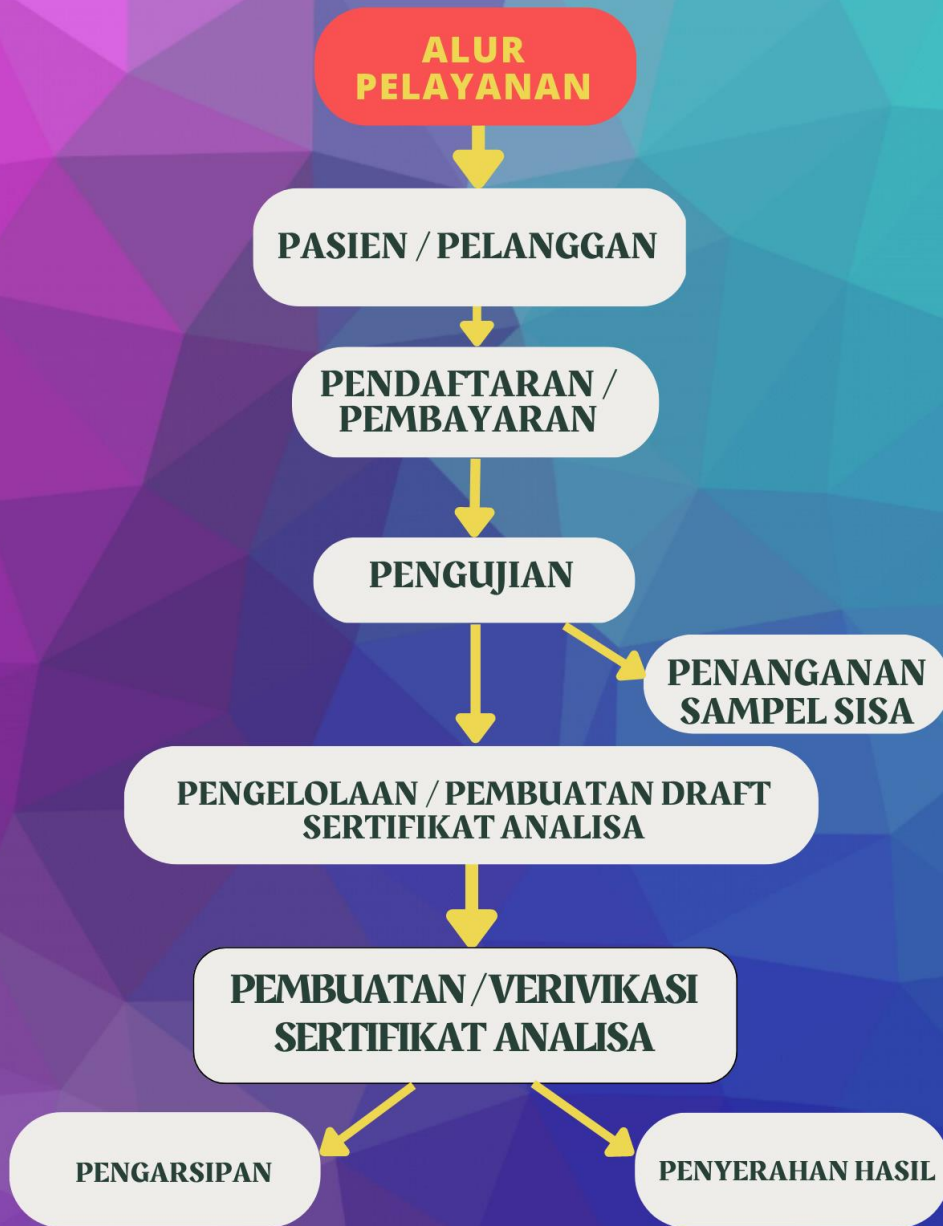 ALUR
PELAYANAN
PASIEN / PELANGGAN
PENDAFTARAN /
PEMBAYARAN
PENGUJIAN
PENANGANAN
SAMPEL SISA
PENGELOLAAN / PEMBUATAN DRAFT
SERTIFIKAT ANALISA
PEMBUATAN / VERIVIKASI
SERTIFIKAT ANALISA
PENGARSIPAN
PENYERAHAN HASIL